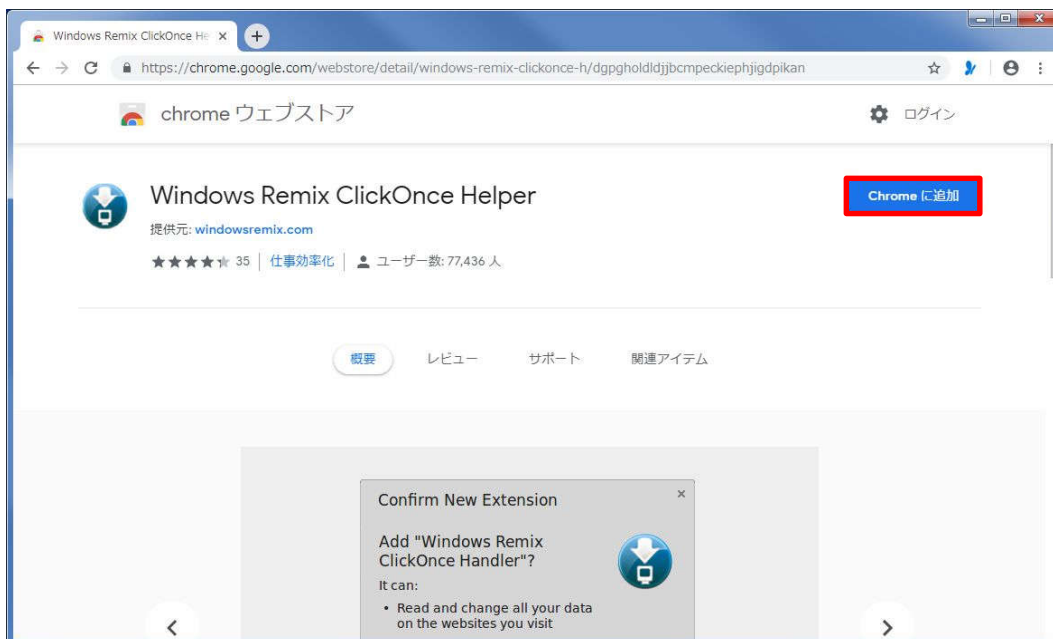 Windows Remix ClickOnce He
https://chrome.google.com/webstore/detail/windows-remix-clickonce-h/dgpgholdldjjbcmpeckiephjigdpikan
chrome ウェブストア
ログイン
Windows Remix ClickOnce Helper
Chrome に追加
提供元: windowsremix.com
35 仕事効率化 ユーザー数: 77,436 人
概要 レビュー サポート 関連アイテム
Confirm New Extension
Add "Windows Remix
ClickOnce Handler"?
It can:
• Read and change all your data
on the websites you visit